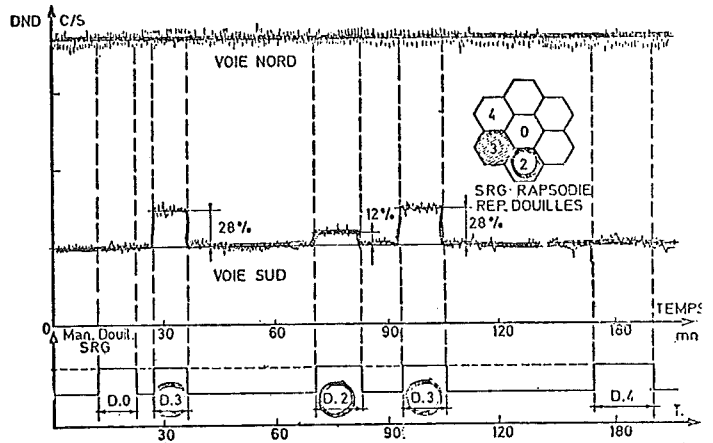 DND C/S
VOIE NORD
4
0
3
2
SRG· RAPSODIE
REP. DOUILLES
28%
12%
28%
VOIE SUD
0
TEMPS
30
60
90
120
160
mn
Man. Douil.
SRG
D.0
D.3
D.2
D.3
D.4
30
60
90
120
180
T.